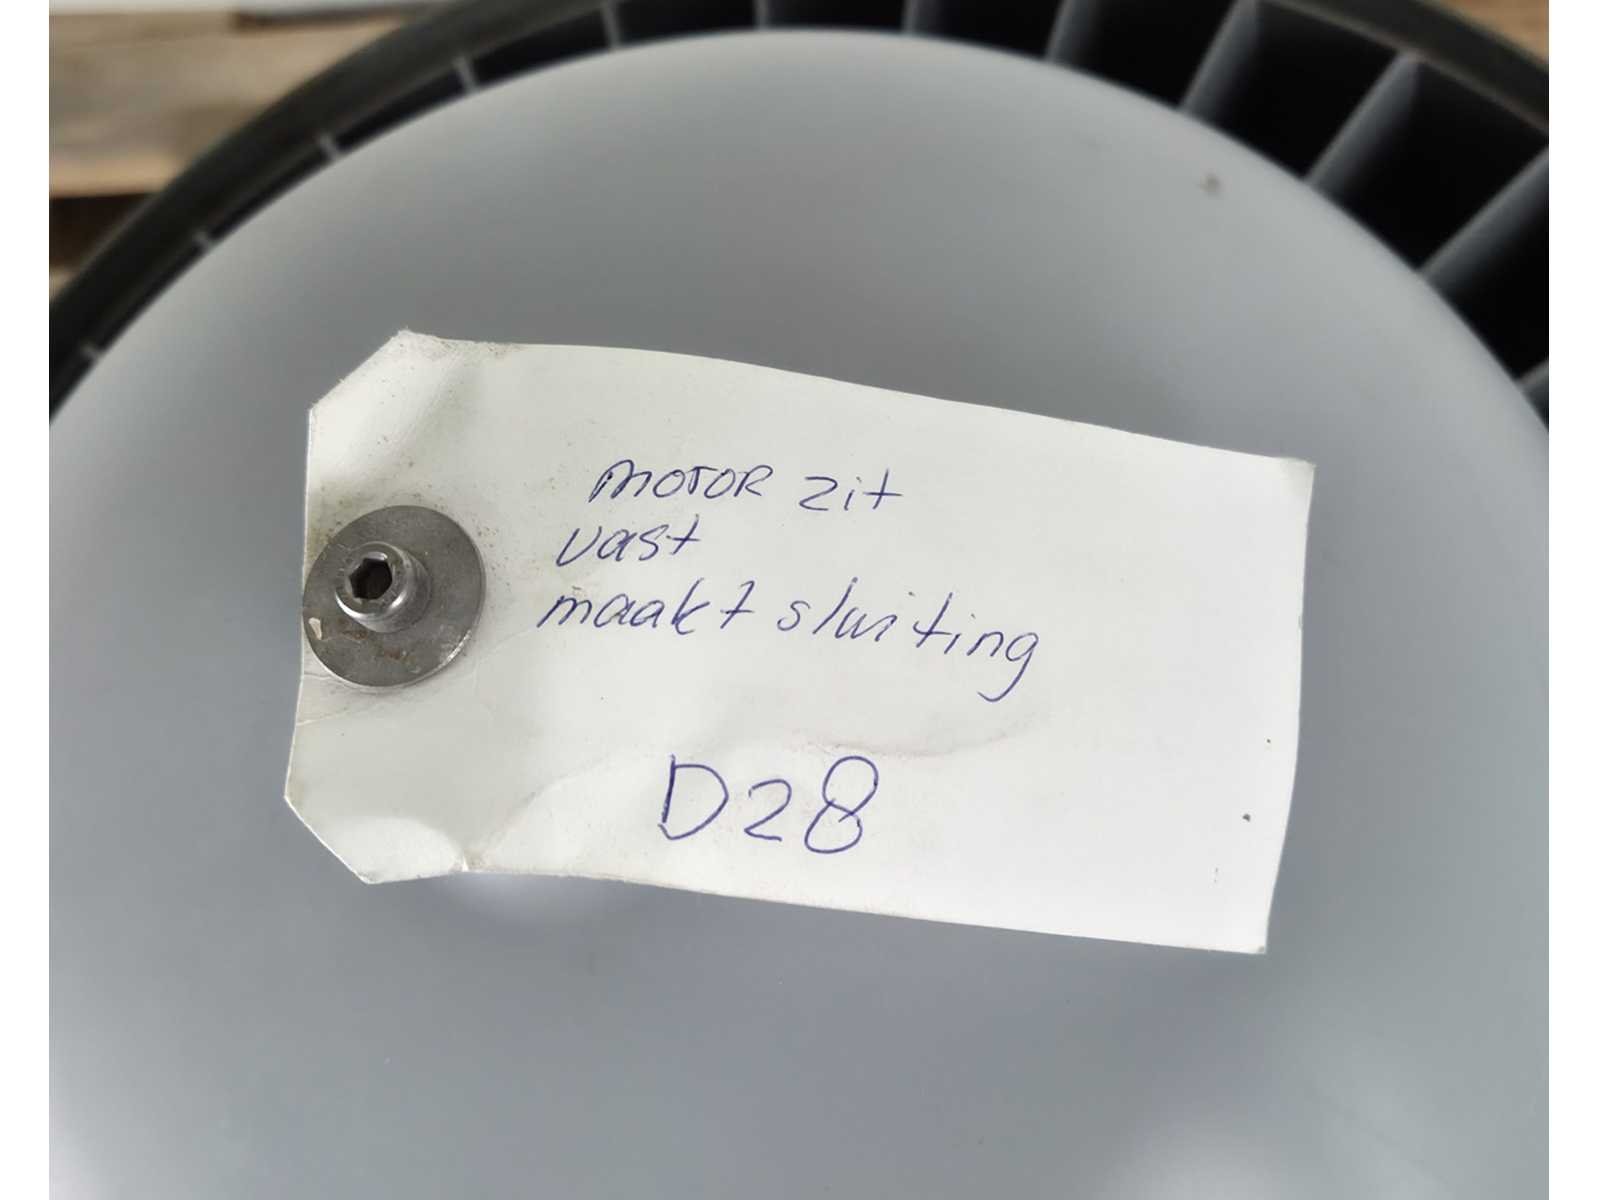 MOTOR zit
vast
maakt sluiting
D28